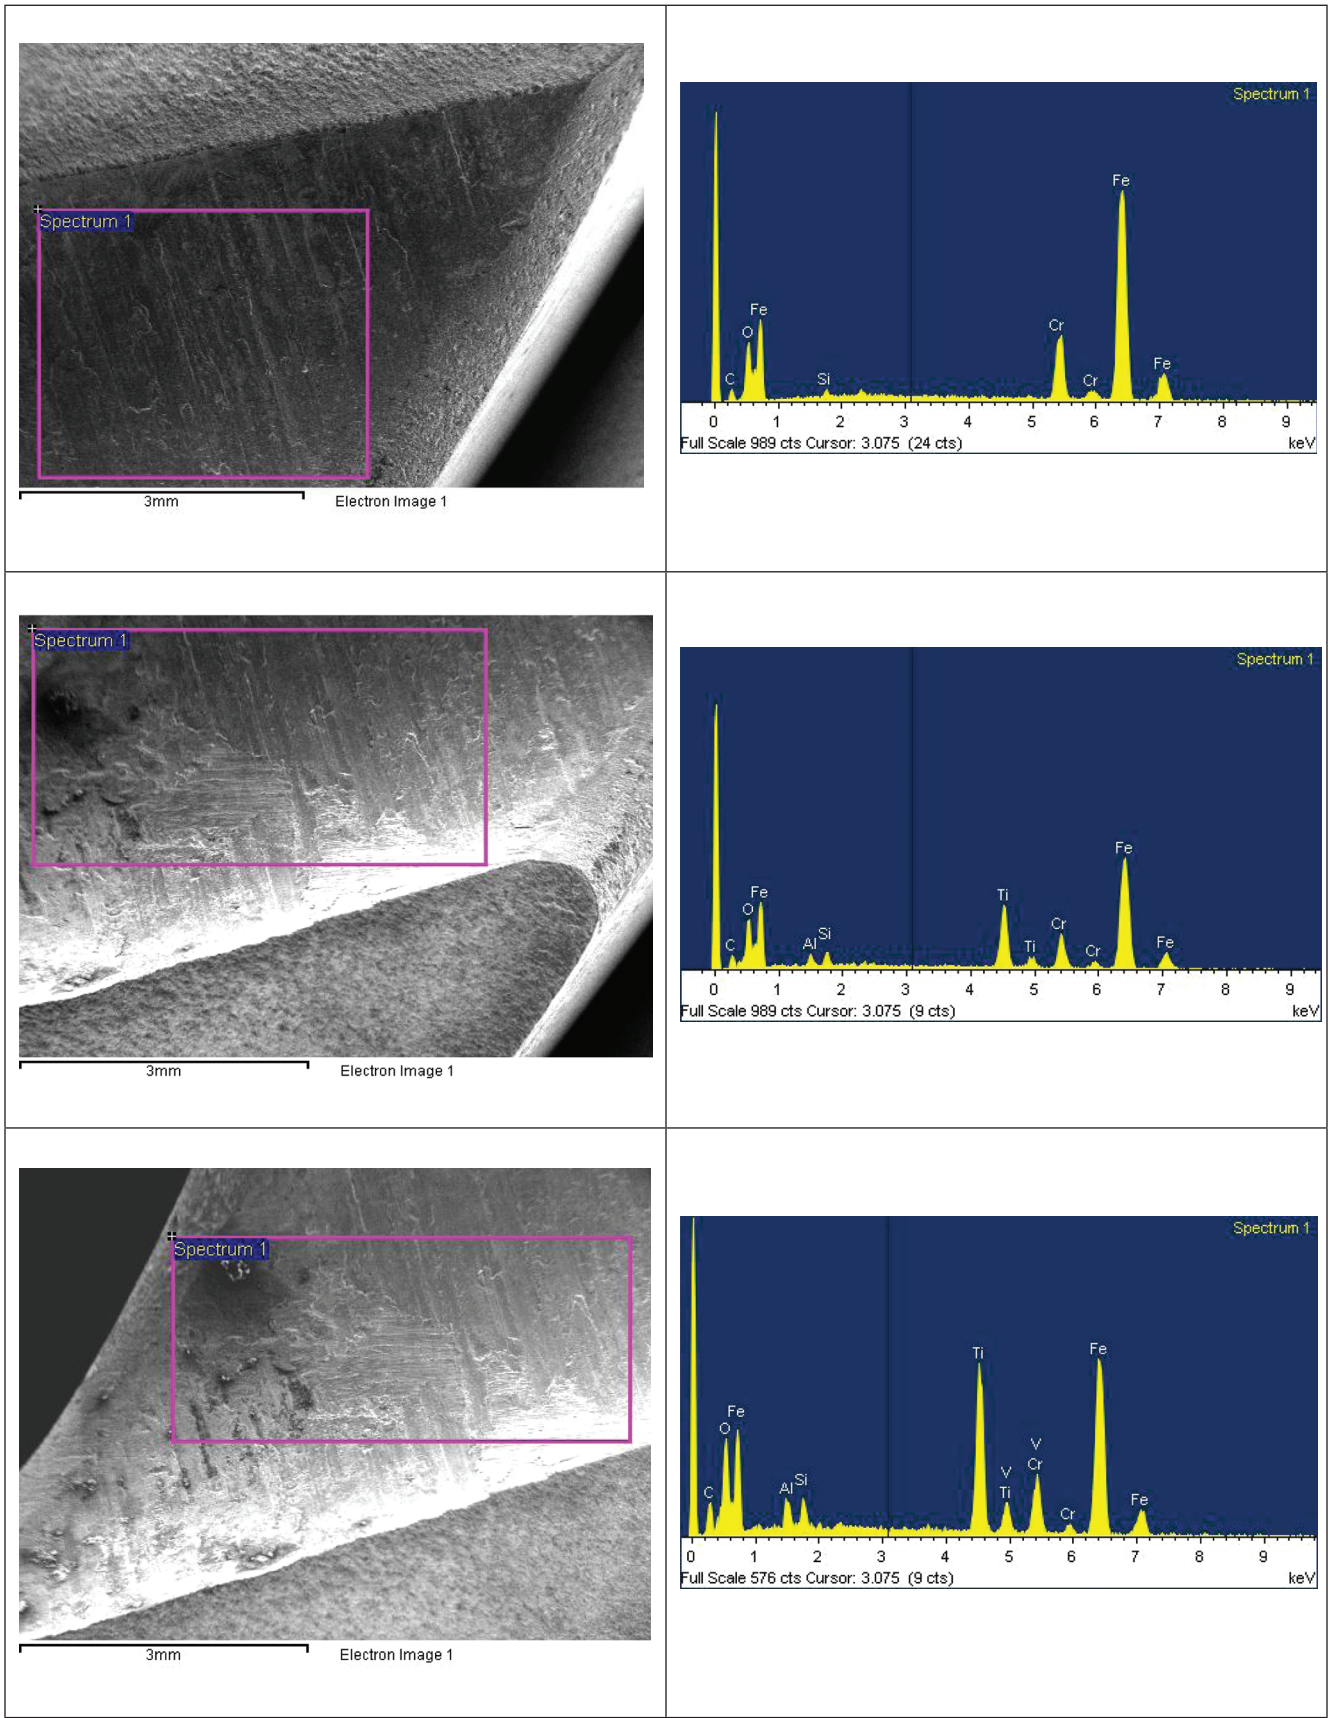 Spectrum 1
3mm
Electron Image 1
Spectrum 1
Fe
Fe
O
Cr
Fe
C
Si
Cr
0 1 2 3 4 5 6 7 8 9
Full Scale 989 cts Cursor: 3.075 (24 cts)
keV
Spectrum 1
3mm
Electron Image 1
Spectrum 1
Fe
Fe
Ti
O
Cr
Si
C
Al
Ti
Cr
Fe
0 1 2 3 4 5 6 7 8 9
Full Scale 989 cts Cursor: 3.075 (9 cts)
keV
Spectrum 1
3mm
Electron Image 1
Spectrum 1
Ti
Fe
Fe
O
V
Cr
V
Ti
Si
Al
C
Fe
Cr
0 1 2 3 4 5 6 7 8 9
Full Scale 576 cts Cursor: 3.075 (9 cts)
keV